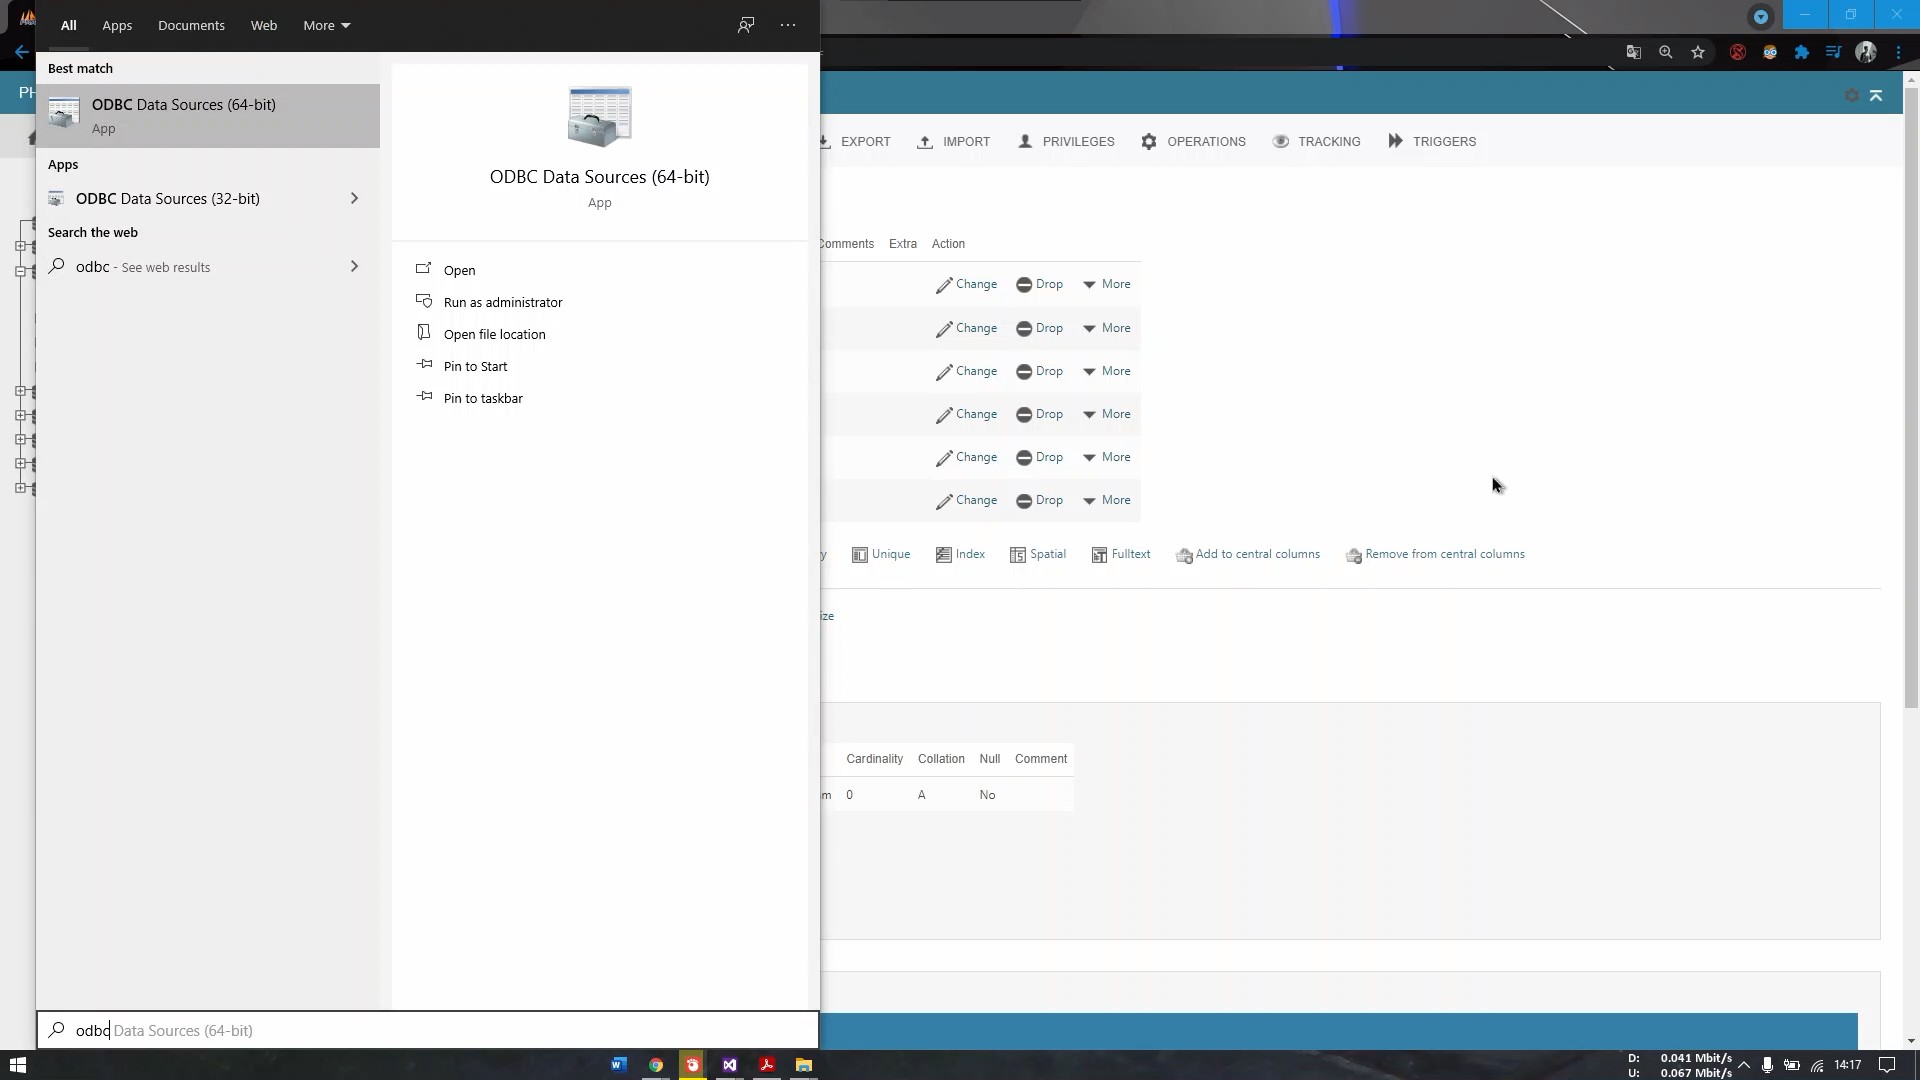 All Apps Documents Web More
Best match
ODBC Data Sources (64-bit)
App
Apps
ODBC Data Sources (32-bit)
Search the web
odbc - See web results
ODBC Data Sources (64-bit)
App
Open
Run as administrator
Open file location
Pin to Start
Pin to taskbar
odbc Data Sources (64-bit)
PH
EXPORT IMPORT PRIVILEGES OPERATIONS TRACKING TRIGGERS
Comments Extra Action
Change Drop More
Change Drop More
Change Drop More
Change Drop More
Change Drop More
Change Drop More
y Unique Index Spatial Fulltext Add to central columns Remove from central columns
ize
Cardinality Collation Null Comment
m 0 A No
D: 0.041 Mbit/s
U: 0.067 Mbit/s
14:17